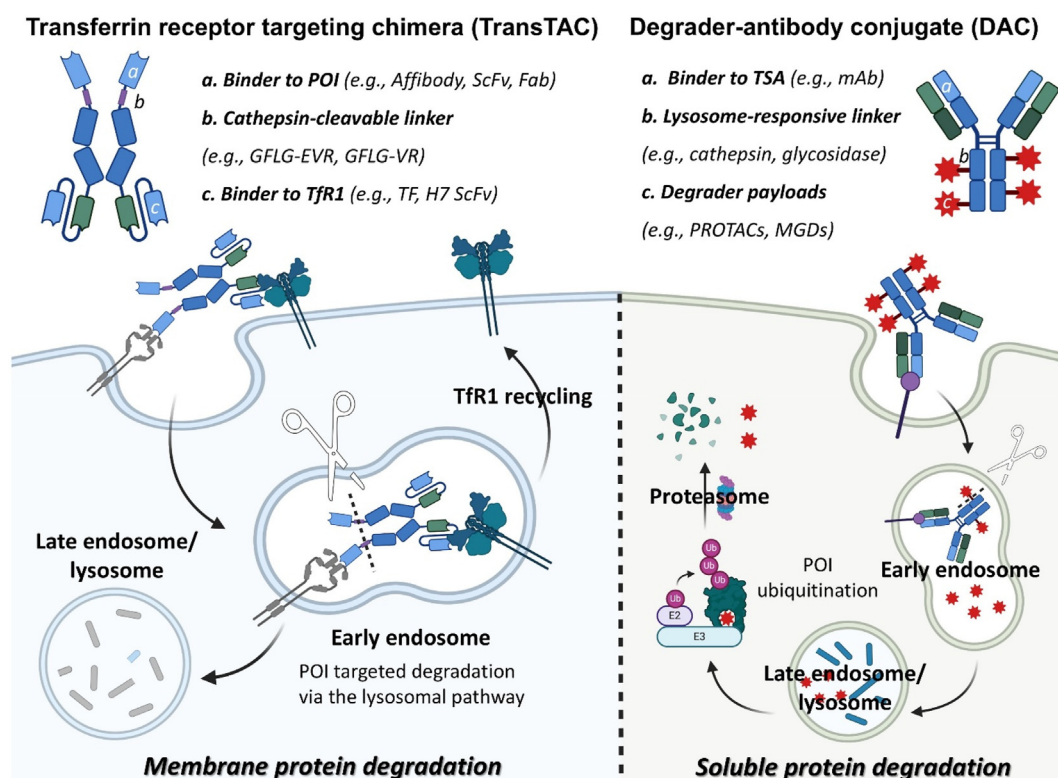 Transferrin receptor targeting chimera (TransTAC)
a
b
c
a. Binder to POI (e.g., Affibody, ScFv, Fab)
b. Cathepsin-cleavable linker
(e.g., GFLG-EVR, GFLG-VR)
c. Binder to TfR1 (e.g., TF, H7 ScFv)
TfR1 recycling
Late endosome/
lysosome
Early endosome
POI targeted degradation
via the lysosomal pathway
Membrane protein degradation
Degrader-antibody conjugate (DAC)
a. Binder to TSA (e.g., mAb)
b. Lysosome-responsive linker
(e.g., cathepsin, glycosidase)
c. Degrader payloads
(e.g., PROTACs, MGDs)
a
b
c
Proteasome
Early endosome
POI
ubiquitination
Ub
Ub
Ub
Ub
E2
E3
Late endosome/
lysosome
Soluble protein degradation